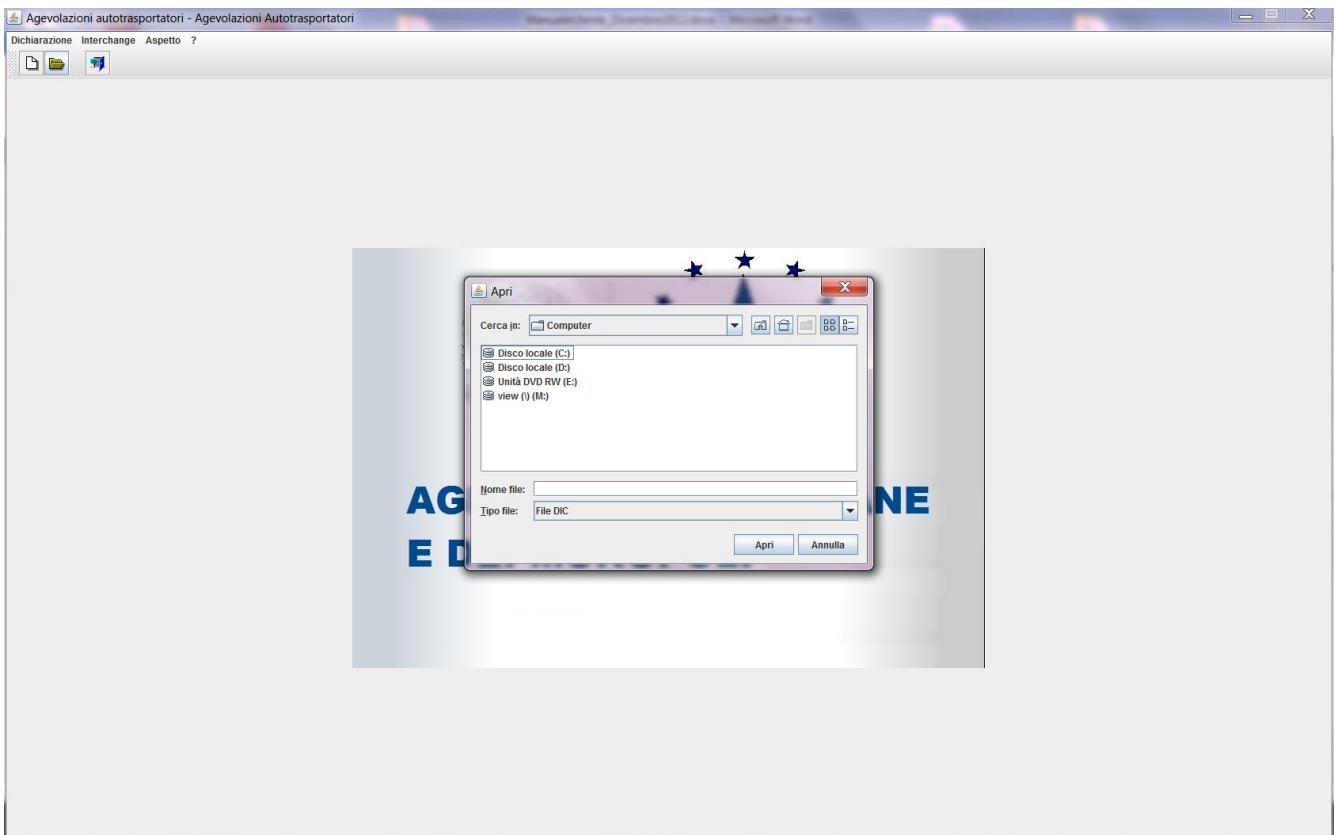 Agevolazioni autotrasportatori - Agevolazioni Autotrasportatori
Dichiarazione Interchange Aspetto ?
Apri
Cerca in: Computer
Disco locale (C:)
Disco locale (D:)
Unità DVD RW (E:)
view (\) (M:)
Nome file:
Tipo file: File DIC
Apri Annulla
AG NE
E D